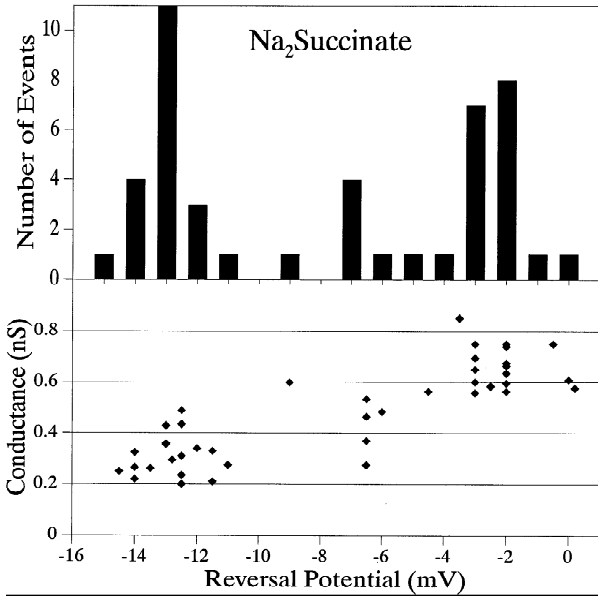 Na2Succinate
Number of Events
10
8
6
4
2
0
Conductance (nS)
0.8
0.6
0.4
0.2
0
-16 -14 -12 -10 -8 -6 -4 -2 0
Reversal Potential (mV)